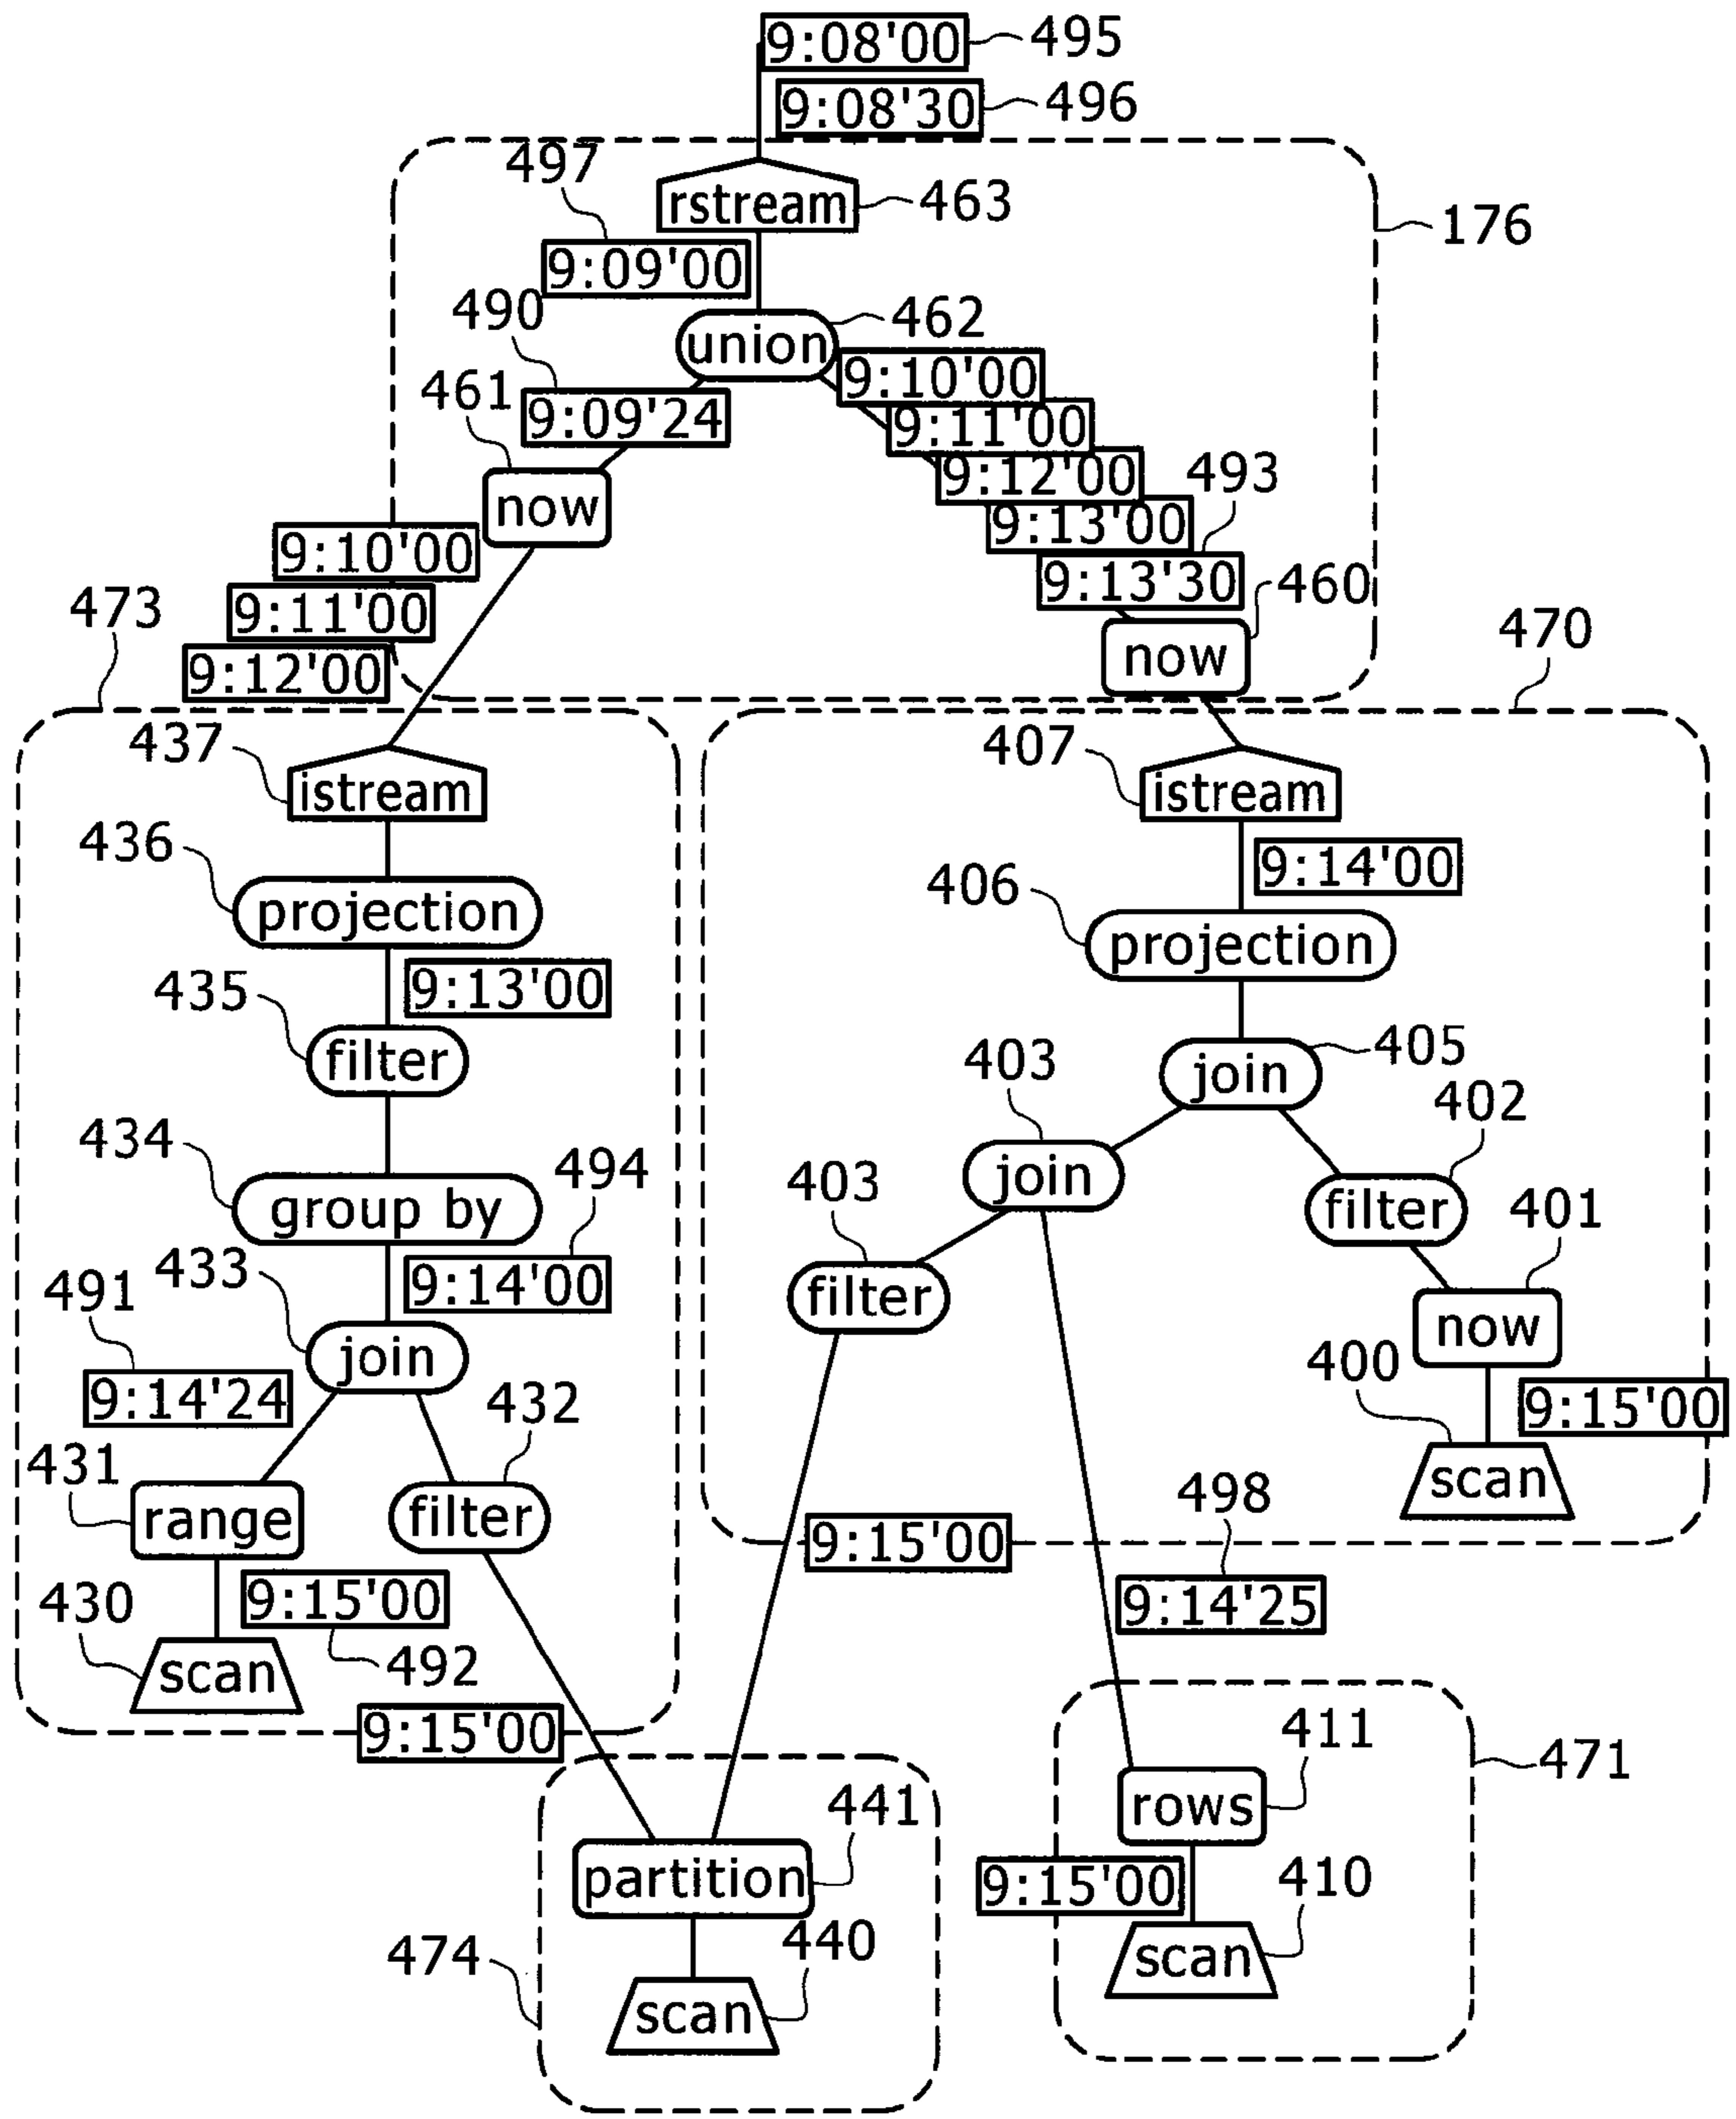 9:08'00 495
9:08'30 496
497
rstream 463
176
9:09'00
490
union 462
461
9:09'24
9:10'00
9:11'00
9:12'00
493
now
9:13'00
9:10'00
9:13'30 460
473
9:11'00
470
now
9:12'00
437
407
istream
istream
436
9:14'00
406
projection
projection
435
9:13'00
403
405
filter
join
402
434
494
join
403
group by
filter
401
433
9:14'00
491
filter
now
join
400
9:14'24
432
9:15'00
431
scan
range
filter
498
9:15'00
430
9:15'00
9:14'25
scan
492
9:15'00
411
471
441
rows
partition
9:15'00
410
440
474
scan
scan